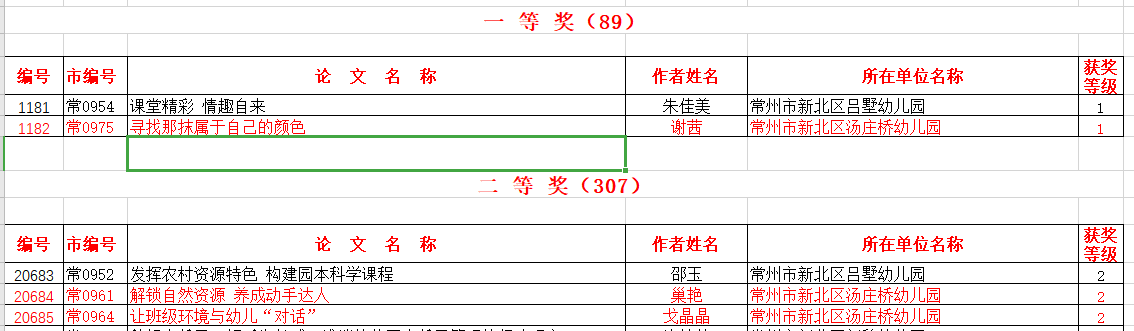 一 等 奖（89）
编号 市编号 论 文 名 称 作者姓名 所在单位名称 获奖等级
1181 常0954 课堂精彩 情趣自来 朱佳美 常州市新北区吕墅幼儿园 1
1182 常0975 寻找那抹属于自己的颜色 谢茜 常州市新北区汤庄桥幼儿园 1
二 等 奖（307）
编号 市编号 论 文 名 称 作者姓名 所在单位名称 获奖等级
20683 常0952 发挥农村资源特色 构建园本科学课程 邵玉 常州市新北区吕墅幼儿园 2
20684 常0961 解锁自然资源 养成动手达人 巢艳 常州市新北区汤庄桥幼儿园 2
20685 常0964 让班级环境与幼儿“对话” 戈晶晶 常州市新北区汤庄桥幼儿园 2